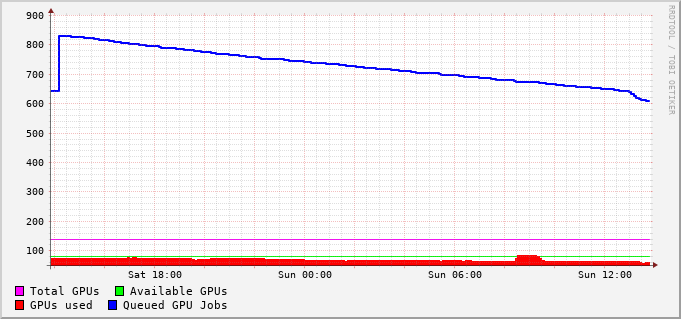 900
800
700
600
500
400
300
200
100
Sat 18:00 Sun 00:00 Sun 06:00 Sun 12:00
Total GPUs Available GPUs
GPUs used Queued GPU Jobs
RRDTOOL / TOBI OETIKER